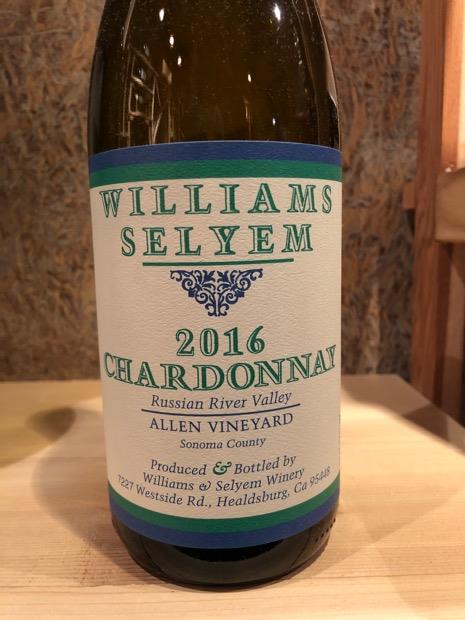 WILLIAMS
SELYEM
2016
CHARDONNAY
Russian River Valley
ALLEN VINEYARD
Sonoma County
Produced & Bottled by
Williams & Selyem Winery
7227 Westside Rd., Healdsburg, Ca 95448